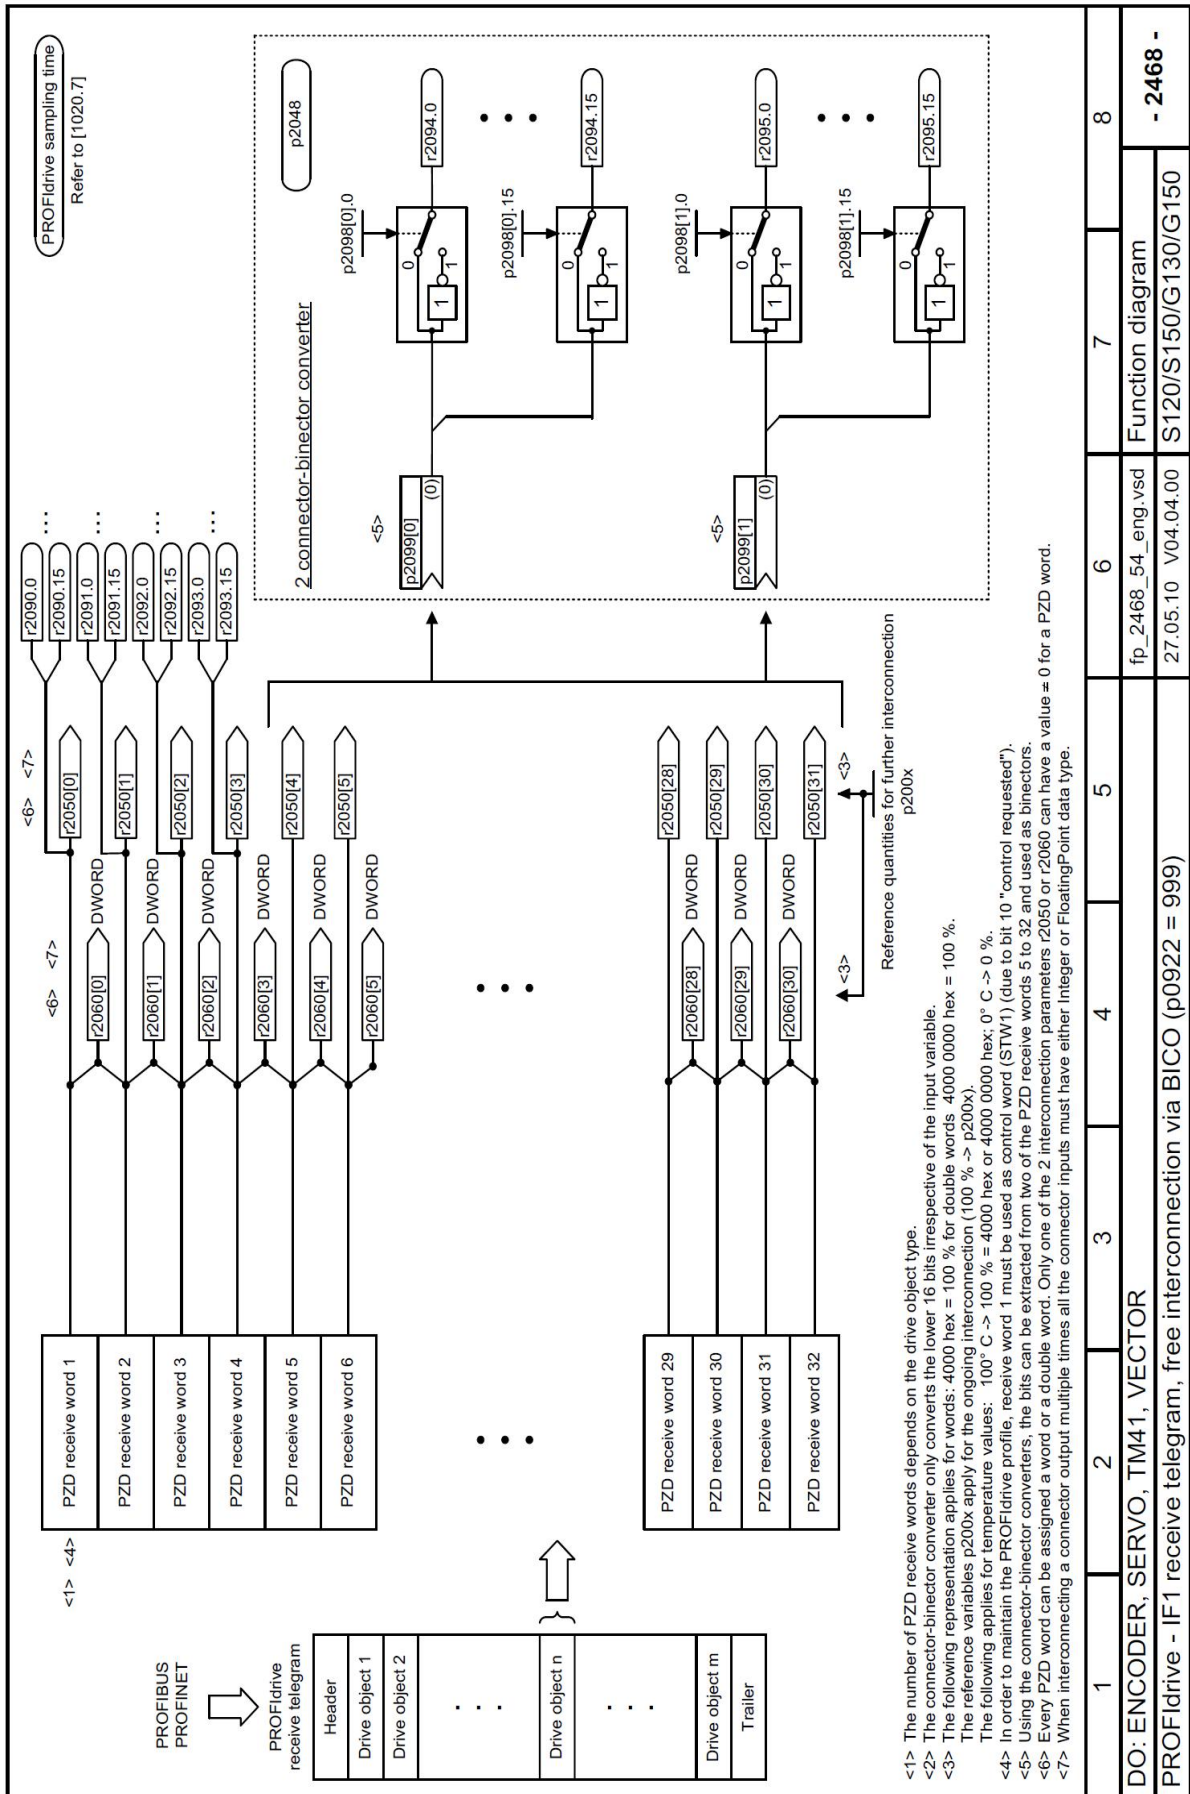 PROFIdrive sampling time
Refer to [1020.7]
PROFIBUS
PROFINET
PROFIdrive
receive telegram
Header
Drive object 1
Drive object 2
. . .
Drive object n
. . .
Drive object m
Trailer
<1> <4>
PZD receive word 1
PZD receive word 2
PZD receive word 3
PZD receive word 4
PZD receive word 5
PZD receive word 6
PZD receive word 29
PZD receive word 30
PZD receive word 31
PZD receive word 32
<6> <7>
r2060[0] DWORD
r2060[1] DWORD
r2060[2] DWORD
r2060[3] DWORD
r2060[4] DWORD
r2060[5] DWORD
r2060[28] DWORD
r2060[29] DWORD
r2060[30] DWORD
<3>
<6> <7>
r2050[0]
r2050[1]
r2050[2]
r2050[3]
r2050[4]
r2050[5]
r2050[28]
r2050[29]
r2050[30]
r2050[31]
<3>
Reference quantities for further interconnection
p200x
r2090.0
r2090.15
r2091.0
r2091.15
r2092.0
r2092.15
r2093.0
r2093.15
2 connector-binector converter
p2048
<5>
p2099[0]
(0)
p2098[0].0
0
1
1
r2094.0
p2098[0].15
0
1
1
r2094.15
<5>
p2099[1]
(0)
p2098[1].0
0
1
1
r2095.0
p2098[1].15
0
1
1
r2095.15
<1> The number of PZD receive words depends on the drive object type.
<2> The connector-binector converter only converts the lower 16 bits irrespective of the input variable.
<3> The following representation applies for words: 4000 hex = 100 % for double words 4000 0000 hex = 100 %.
The reference variables p200x apply for the ongoing interconnection (100 % -> p200x).
The following applies for temperature values: 100° C -> 100 % = 4000 hex or 4000 0000 hex; 0° C -> 0 %.
<4> In order to maintain the PROFIdrive profile, receive word 1 must be used as control word (STW1) (due to bit 10 "control requested").
<5> Using the connector-binector converters, the bits can be extracted from two of the PZD receive words 5 to 32 and used as binectors.
<6> Every PZD word can be assigned a word or a double word. Only one of the 2 interconnection parameters r2050 or r2060 can have a value ≠ 0 for a PZD word.
<7> When interconnecting a connector output multiple times all the connector inputs must have either Integer or FloatingPoint data type.
1 2 3 4 5 6 7 8
DO: ENCODER, SERVO, TM41, VECTOR
fp_2468_54_eng.vsd
Function diagram
- 2468 -
PROFIdrive - IF1 receive telegram, free interconnection via BICO (p0922 = 999)
27.05.10 V04.04.00
S120/S150/G130/G150